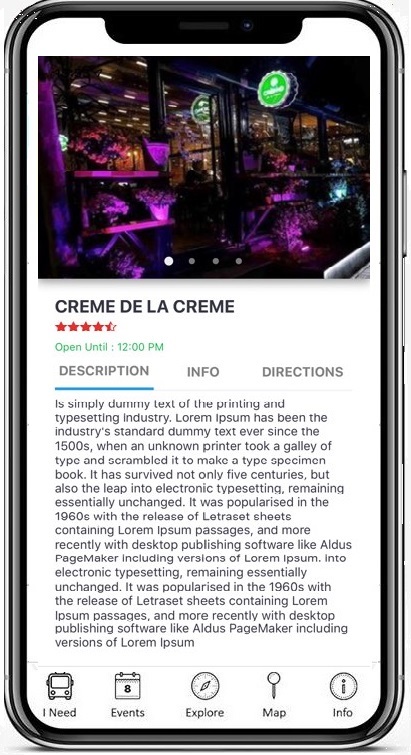 CREME DE LA CREME
Open Until : 12:00 PM
DESCRIPTION INFO DIRECTIONS
Is simply dummy text of the printing and
typesetting industry. Lorem Ipsum has been the
industry's standard dummy text ever since the
1500s, when an unknown printer took a galley of
type and scrambled it to make a type specimen
book. It has survived not only five centuries, but
also the leap into electronic typesetting, remaining
essentially unchanged. It was popularised in the
1960s with the release of Letraset sheets
containing Lorem Ipsum passages, and more
recently with desktop publishing software like Aldus
PageMaker including versions of Lorem Ipsum. into
electronic typesetting, remaining essentially
unchanged. It was popularised in the 1960s with
the release of Letraset sheets containing Lorem
Ipsum passages, and more recently with desktop
publishing software like Aldus PageMaker including
versions of Lorem Ipsum
8
I Need Events Explore Map Info